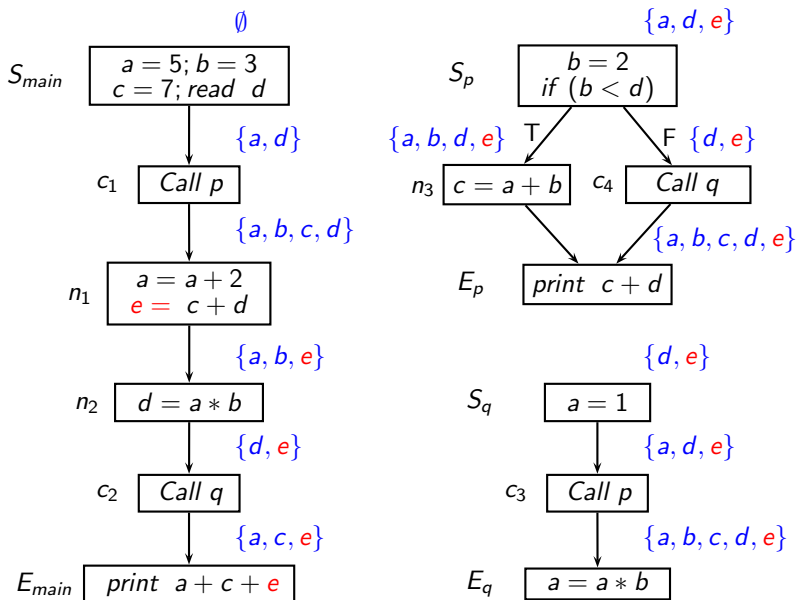 ∅
S_main
a = 5; b = 3
c = 7; read d
{a, d}
c_1
Call p
{a, b, c, d}
n_1
a = a + 2
e = c + d
{a, b, e}
n_2
d = a ∗ b
{d, e}
c_2
Call q
{a, c, e}
E_main
print a + c + e
{a, d, e}
S_p
b = 2
if (b < d)
{a, b, d, e}
T
F
{d, e}
n_3
c = a + b
c_4
Call q
{a, b, c, d, e}
E_p
print c + d
{d, e}
S_q
a = 1
{a, d, e}
c_3
Call p
{a, b, c, d, e}
E_q
a = a ∗ b